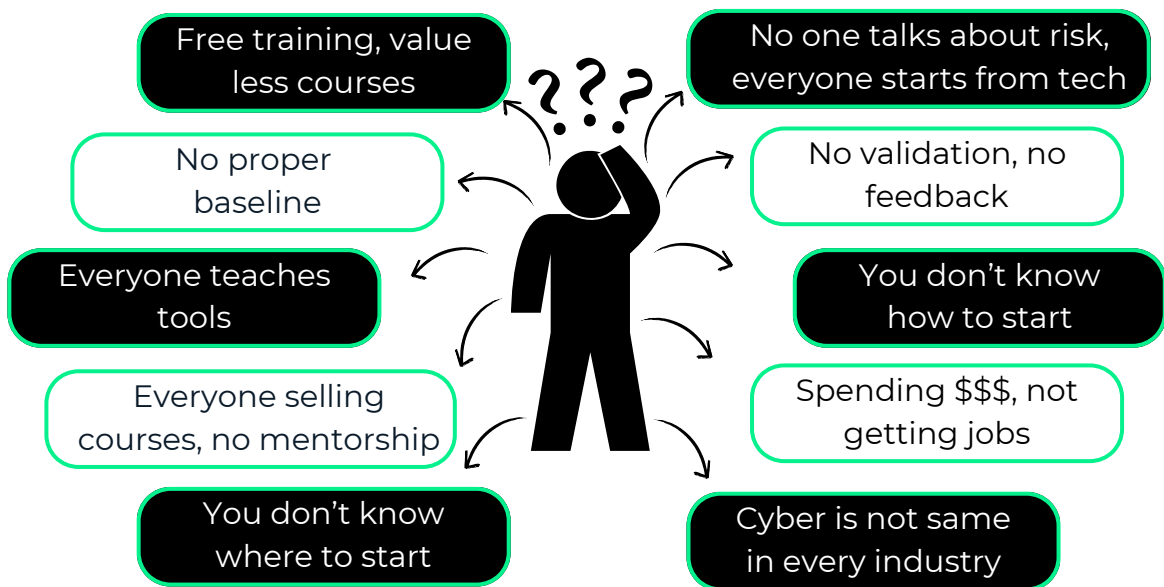 Free training, value
less courses
No proper
baseline
Everyone teaches
tools
Everyone selling
courses, no mentorship
You don’t know
where to start
? ? ?
No one talks about risk,
everyone starts from tech
No validation, no
feedback
You don’t know
how to start
Spending $$$, not
getting jobs
Cyber is not same
in every industry